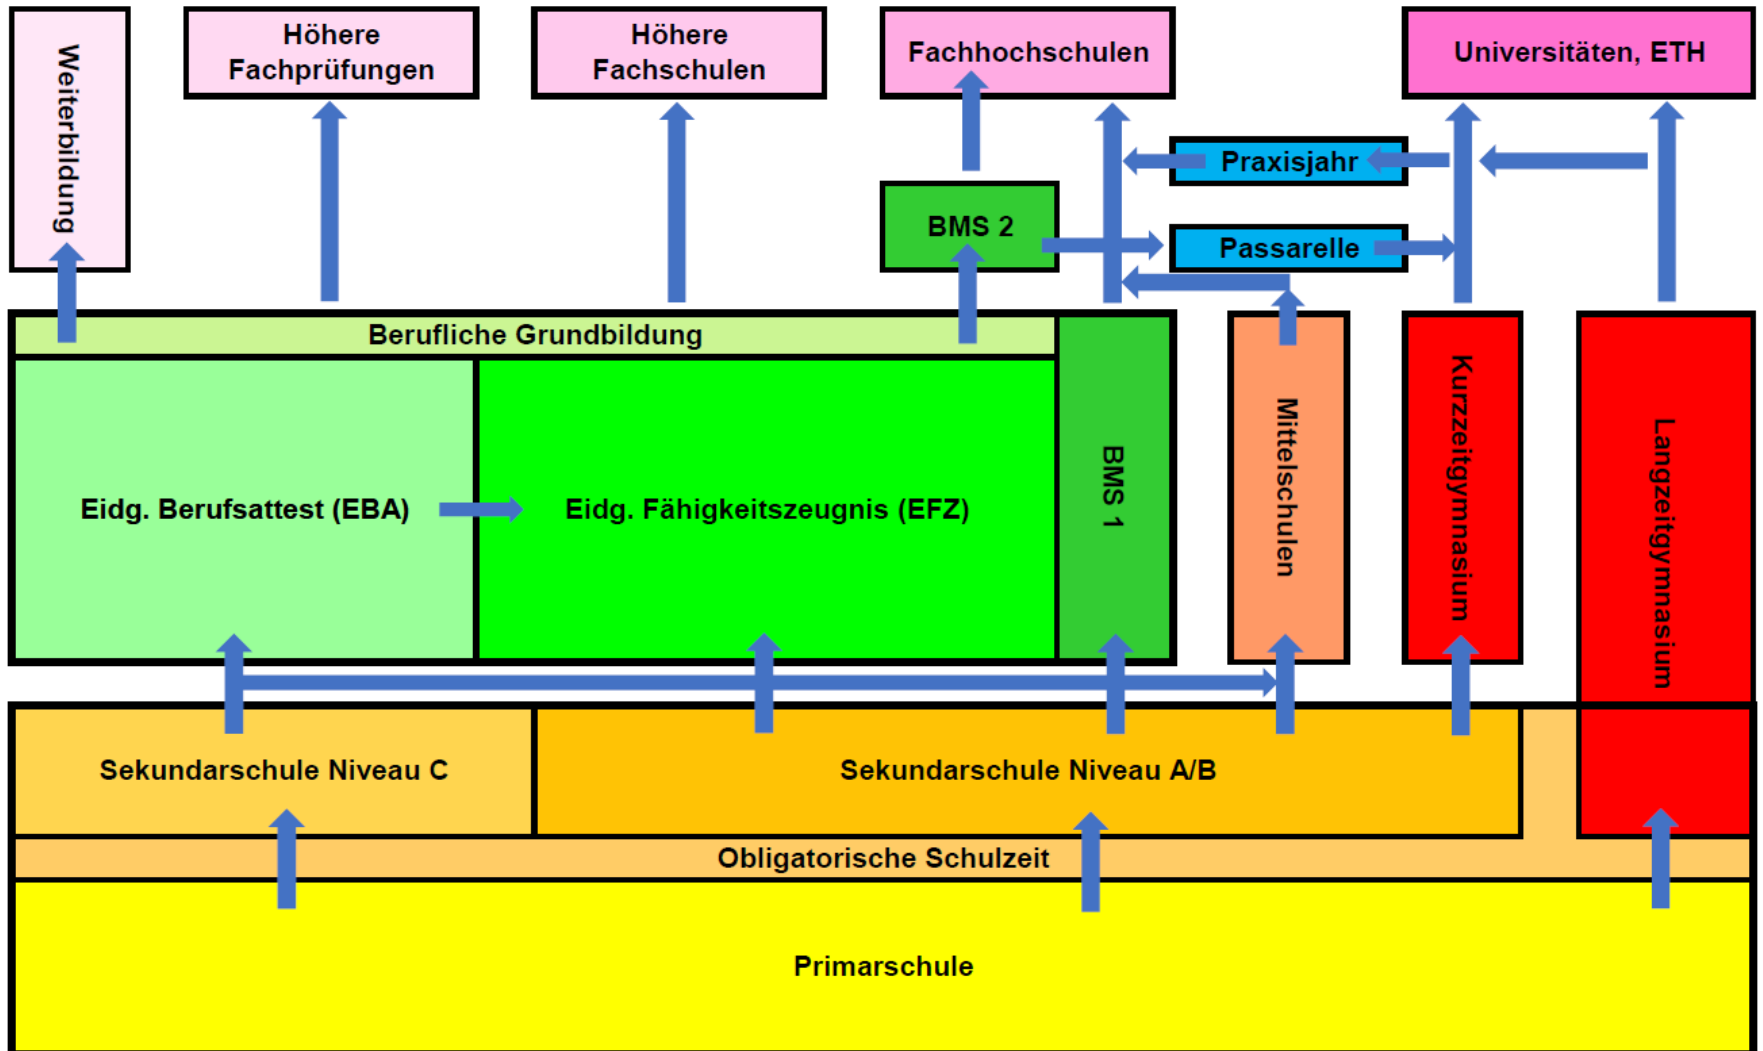 Weiterbildung
Höhere
Fachprüfungen
Höhere
Fachschulen
Fachhochschulen
Universitäten, ETH
Praxisjahr
BMS 2
Passarelle
Berufliche Grundbildung
Eidg. Berufsattest (EBA)
Eidg. Fähigkeitszeugnis (EFZ)
BMS 1
Mittelschulen
Kurzzeitgymnasium
Langzeitgymnasium
Sekundarschule Niveau C
Sekundarschule Niveau A/B
Obligatorische Schulzeit
Primarschule